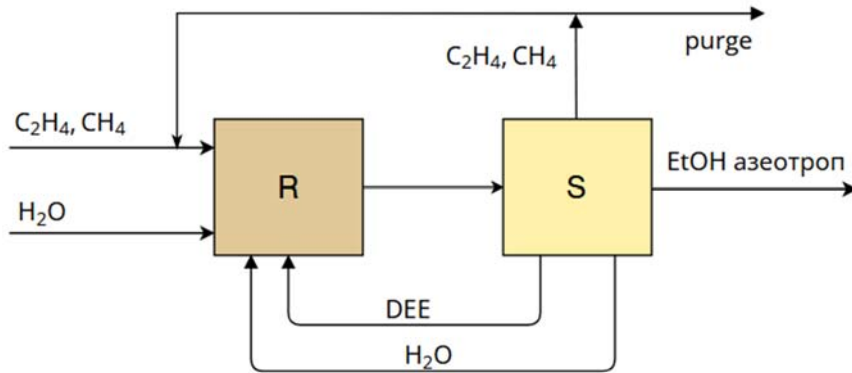 purge
C₂H₄, CH₄
C₂H₄, CH₄
EtOH азеотроп
R
S
H₂O
DEE
H₂O